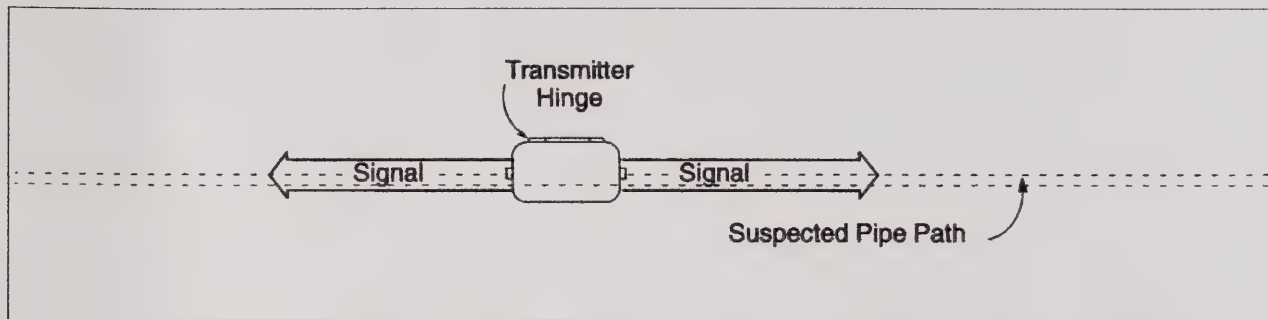 Transmitter
Hinge
Signal
Signal
Suspected Pipe Path